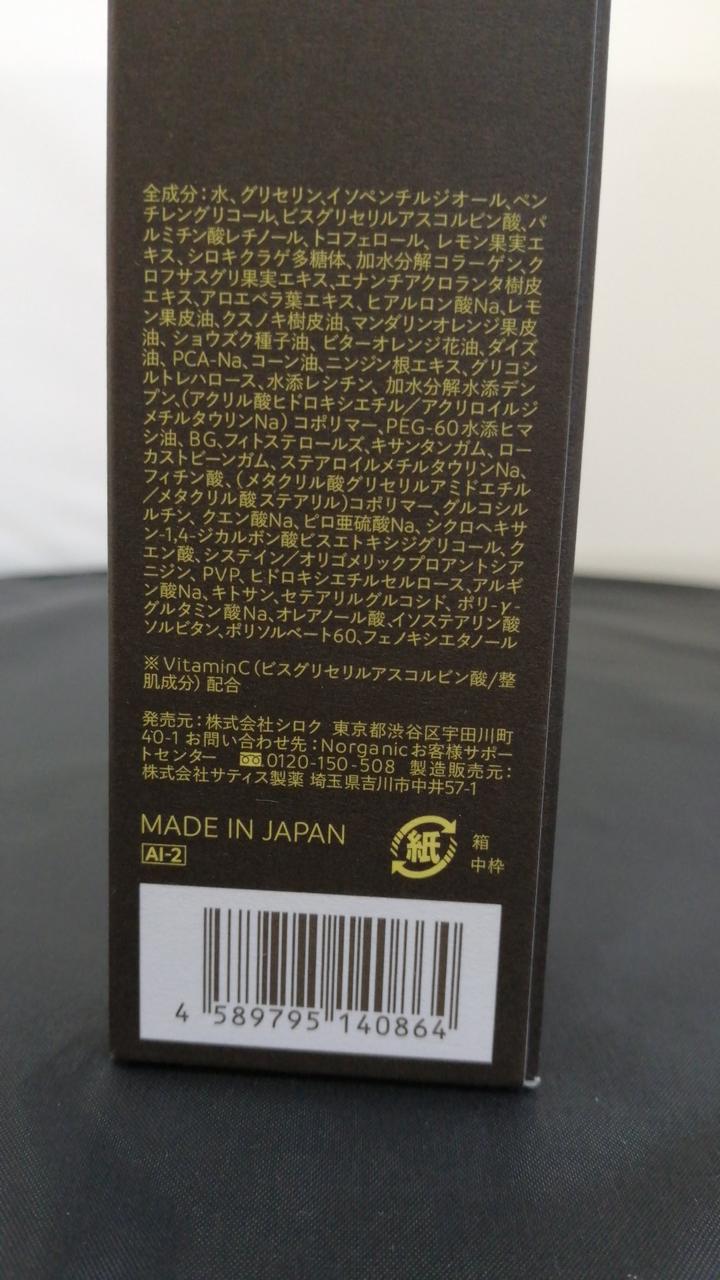 全成分：水、グリセリン、イソペンチルジオール、ペン
チレングリコール、ビスグリセリルアスコルビン酸、パ
ルミチン酸レチノール、トコフェロール、レモン果実エ
キス、シロキクラゲ多糖体、加水分解コラーゲン、ク
ロフサスグリ果実エキス、エナンチアクロランタ樹皮
エキス、アロエベラ葉エキス、ヒアルロン酸Na、レモ
ン果皮油、クスノキ樹皮油、マンダリンオレンジ果皮
油、ショウズク種子油、ビターオレンジ花油、ダイズ
油、PCA-Na、コーン油、ニンジン根エキス、グリコシ
ルトレハロース、水添レシチン、加水分解水添デン
プン、(アクリル酸ヒドロキシエチル／アクリロイルジ
メチルタウリンNa) コポリマー、PEG-60水添ヒマ
シ油、BG、フィトステロールズ、キサンタンガム、ロー
カストビーンガム、ステアロイルメチルタウリンNa、
フィチン酸、(メタクリル酸グリセリルアミドエチル
／メタクリル酸ステアリル)コポリマー、グルコシル
ルチン、クエン酸Na、ピロ亜硫酸Na、シクロヘキサ
ン-1,4-ジカルボン酸ビスエトキシジグリコール、ク
エン酸、システイン／オリゴメリックプロアントシア
ニジン、PVP、ヒドロキシエチルセルロース、アルギ
ン酸Na、キトサン、セテアリルグルコシド、ポリ-γ-
グルタミン酸Na、オレアノール酸、イソステアリン酸
ソルビタン、ポリソルベート60、フェノキシエタノール
※VitaminC(ビスグリセリルアスコルビン酸/整
肌成分) 配合
発売元：株式会社シロク 東京都渋谷区宇田川町
40-1 お問い合わせ先：Norganicお客様サポー
トセンター 0120-150-508 製造販売元：
株式会社サティス製薬 埼玉県吉川市中井57-1
MADE IN JAPAN
AI-2
紙
箱
中枠
4 589795 140864